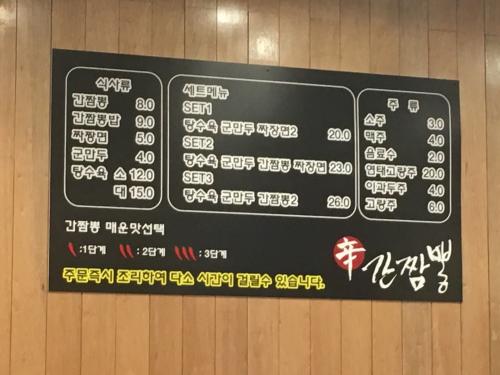 식사류
간짬뽕 8.0
간짬뽕밥 9.0
짜장면 5.0
군만두 4.0
탕수육 소 12.0
대 15.0
세트메뉴
SET1
탕수육 군만두 짜장면2 20.0
SET2
탕수육 군만두 간짬뽕 짜장면 23.0
SET3
탕수육 군만두 간짬뽕2 26.0
주 류
소주 3.0
맥주 4.0
음료수 2.0
연태고량주 20.0
이과두주 4.0
고량주 6.0
간짬뽕 매운맛선택
:1단계 :2단계 :3단계
주문즉시 조리하여 다소 시간이 걸릴수 있습니다.
辛 간짬뽕